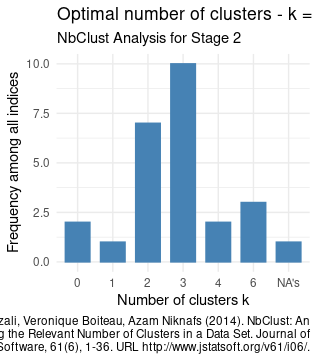 Optimal number of clusters - k =
NbClust Analysis for Stage 2
Frequency among all indices
10.0
7.5
5.0
2.5
0.0
0 1 2 3 4 6 NA's
Number of clusters k
zali, Veronique Boiteau, Azam Niknafs (2014). NbClust: An
g the Relevant Number of Clusters in a Data Set. Journal of
Software, 61(6), 1-36. URL http://www.jstatsoft.org/v61/i06/.